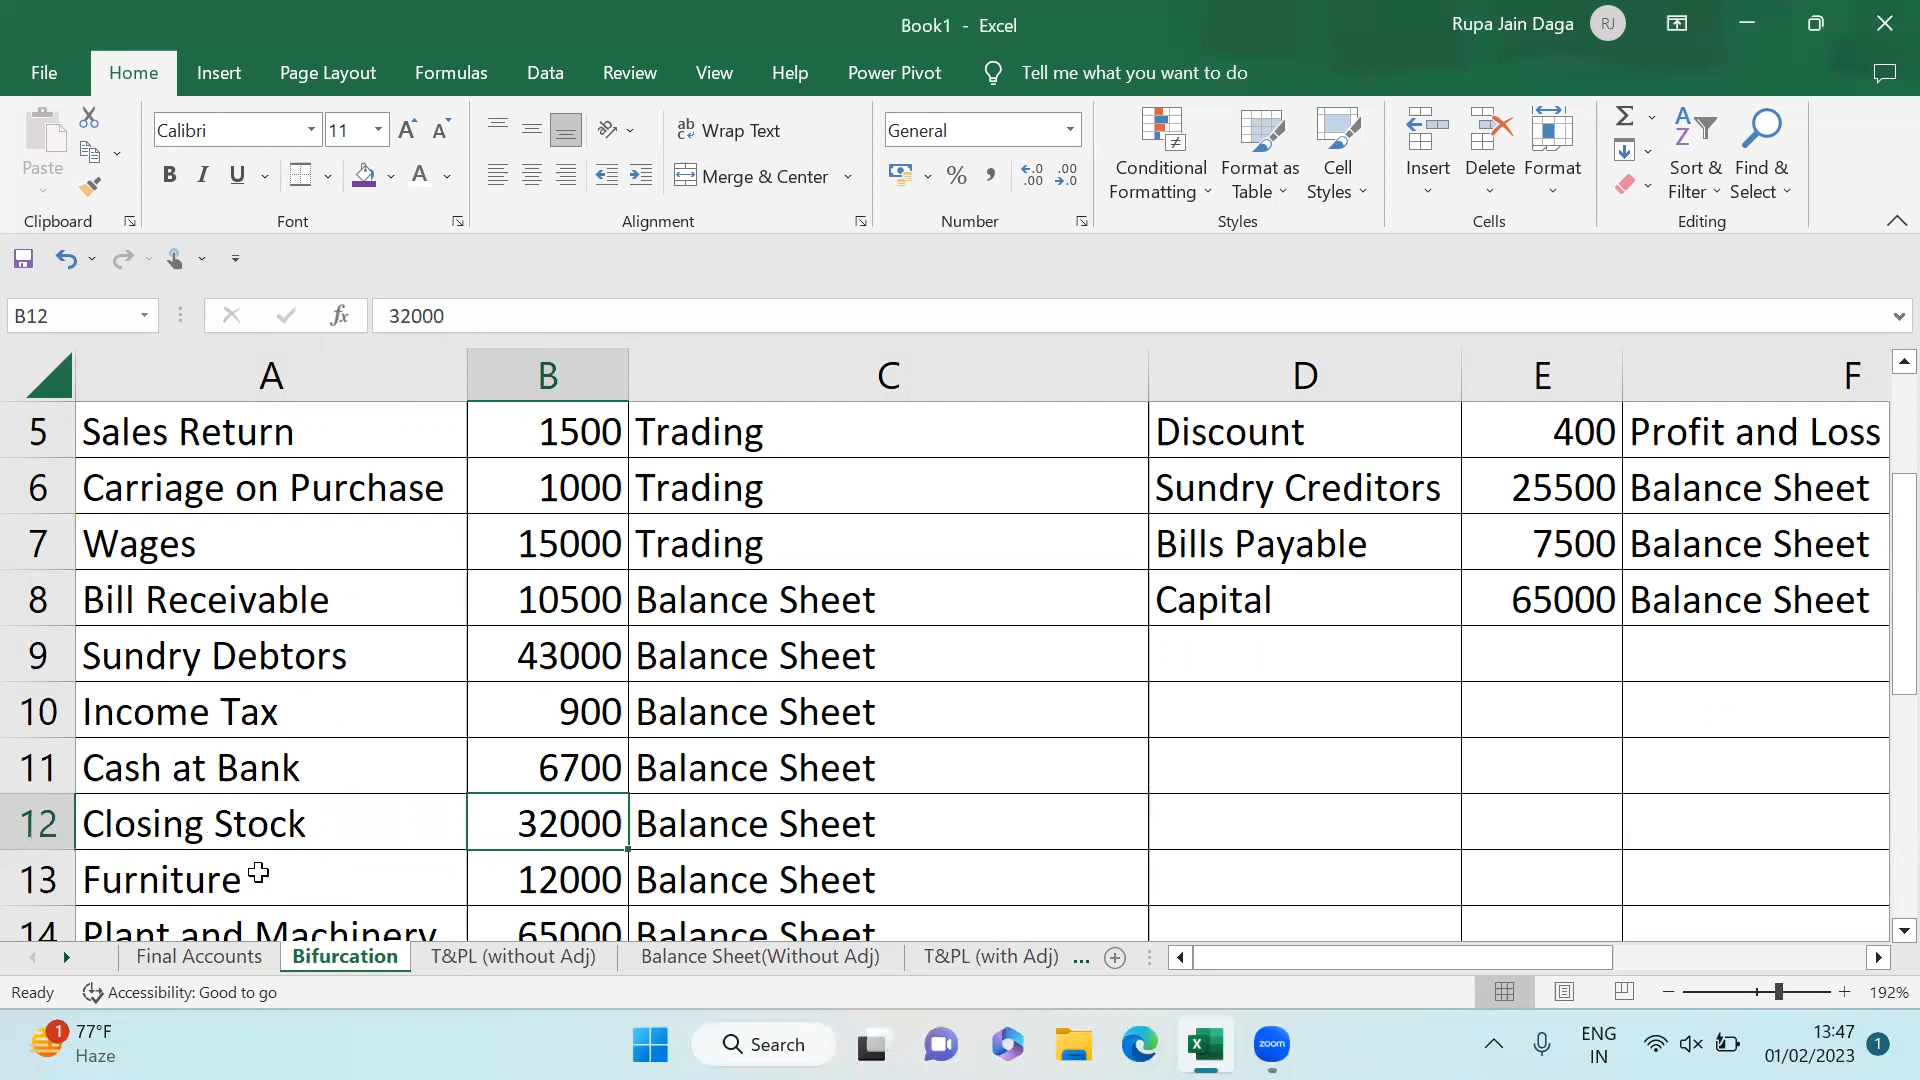 Book1 - Excel
Rupa Jain Daga
RJ
File
Home
Insert
Page Layout
Formulas
Data
Review
View
Help
Power Pivot
Tell me what you want to do
Paste
Clipboard
Calibri
11
B I U
Font
Wrap Text
Merge & Center
Alignment
General
Number
Conditional Formatting
Format as Table
Cell Styles
Styles
Insert
Delete
Format
Cells
Sort & Filter
Find & Select
Editing
B12
fx
32000
A B C D E F
5 Sales Return 1500 Trading Discount 400 Profit and Loss
6 Carriage on Purchase 1000 Trading Sundry Creditors 25500 Balance Sheet
7 Wages 15000 Trading Bills Payable 7500 Balance Sheet
8 Bill Receivable 10500 Balance Sheet Capital 65000 Balance Sheet
9 Sundry Debtors 43000 Balance Sheet
10 Income Tax 900 Balance Sheet
11 Cash at Bank 6700 Balance Sheet
12 Closing Stock 32000 Balance Sheet
13 Furniture 12000 Balance Sheet
14 Plant and Machinery 65000 Balance Sheet
Final Accounts
Bifurcation
T&PL (without Adj)
Balance Sheet(Without Adj)
T&PL (with Adj)
...
Ready
Accessibility: Good to go
192%
1
77°F
Haze
Search
zoom
ENG
IN
13:47
01/02/2023
1